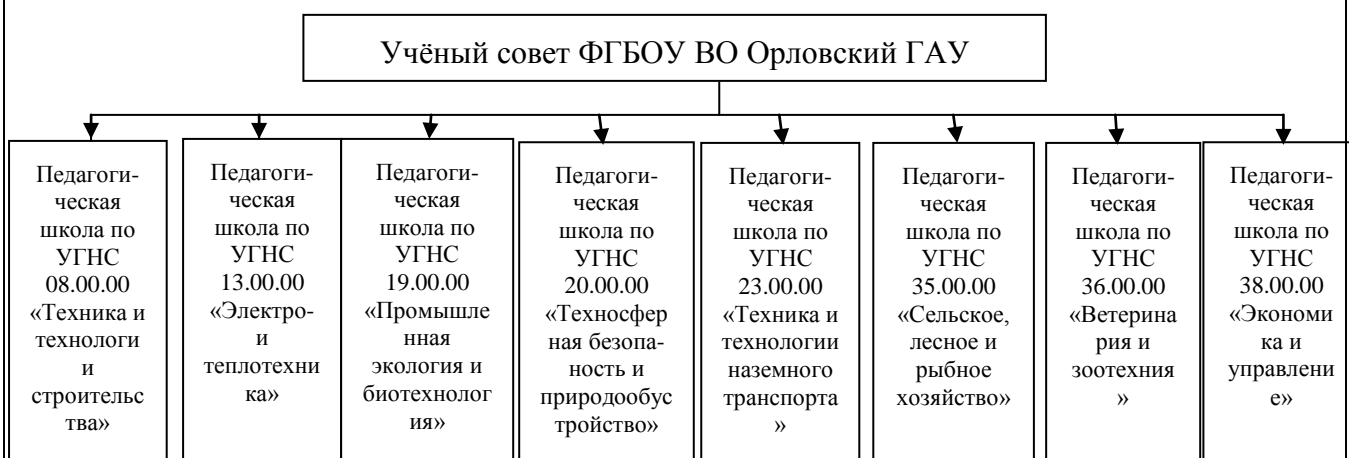 Учёный совет ФГБОУ ВО Орловский ГАУ
Педагоги-
ческая
школа по
УГНС
08.00.00
«Техника и
технологи
и
строительс
тва»
Педагоги-
ческая
школа по
УГНС
13.00.00
«Электро-
и
теплотехни
ка»
Педагоги-
ческая
школа по
УГНС
19.00.00
«Промышле
нная
экология и
биотехнолог
ия»
Педагоги-
ческая
школа по
УГНС
20.00.00
«Техносфер
ная безопа-
ность и
природообус
тройство»
Педагоги-
ческая
школа по
УГНС
23.00.00
«Техника и
технологии
наземного
транспорта
»
Педагоги-
ческая
школа по
УГНС
35.00.00
«Сельское,
лесное и
рыбное
хозяйство»
Педагоги-
ческая
школа по
УГНС
36.00.00
«Ветерина
рия и
зоотехния
»
Педагоги-
ческая
школа по
УГНС
38.00.00
«Экономи
ка и
управлени
е»